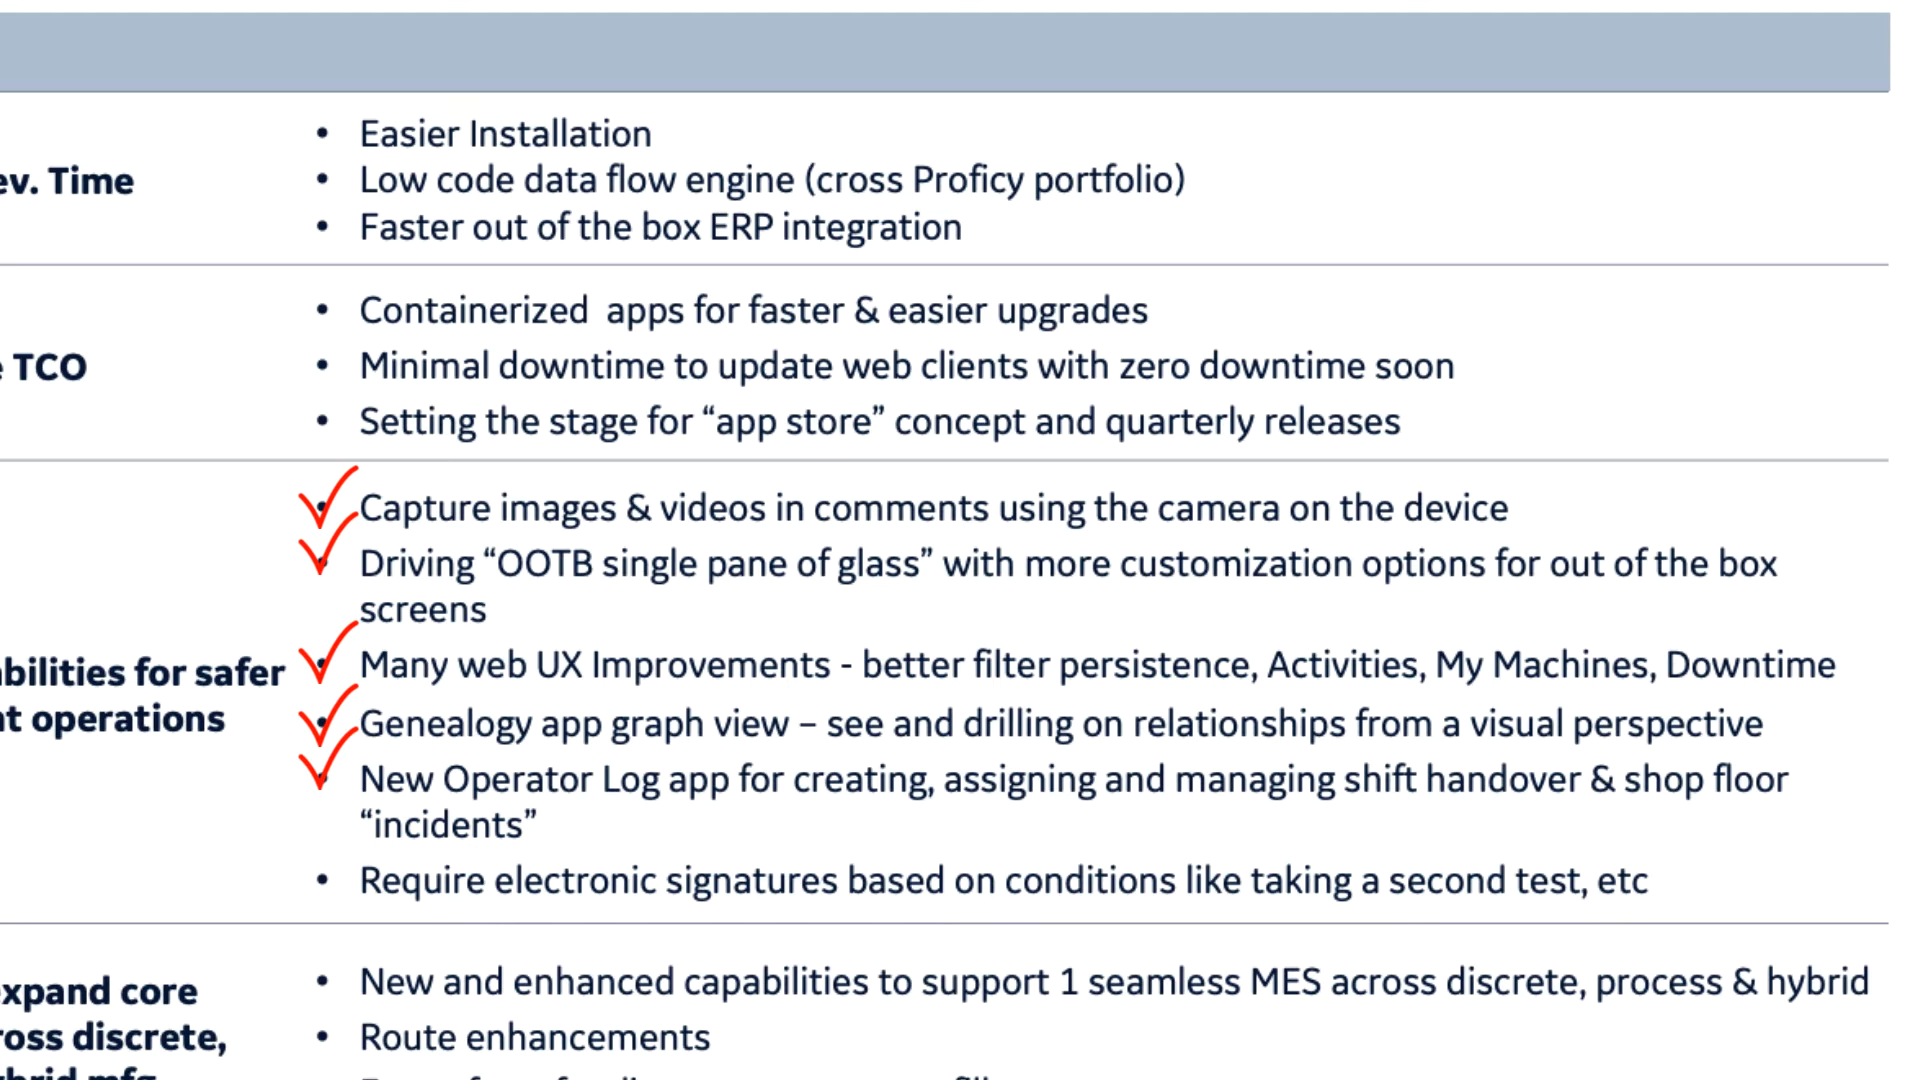 ev. Time
• Easier Installation
• Low code data flow engine (cross Proficy portfolio)
• Faster out of the box ERP integration
TCO
• Containerized  apps for faster & easier upgrades
• Minimal downtime to update web clients with zero downtime soon
• Setting the stage for “app store” concept and quarterly releases
abilities for safer
nt operations
• Capture images & videos in comments using the camera on the device
• Driving “OOTB single pane of glass” with more customization options for out of the box
screens
• Many web UX Improvements - better filter persistence, Activities, My Machines, Downtime
• Genealogy app graph view – see and drilling on relationships from a visual perspective
• New Operator Log app for creating, assigning and managing shift handover & shop floor
“incidents”
• Require electronic signatures based on conditions like taking a second test, etc
expand core
ross discrete,
ybrid mfg
• New and enhanced capabilities to support 1 seamless MES across discrete, process & hybrid
• Route enhancements